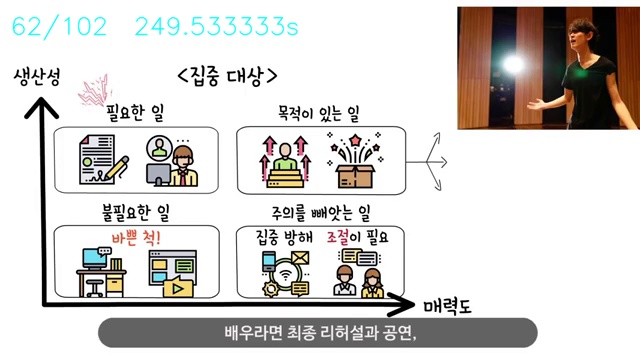 62/102 249.533333s
생산성
<집중 대상>
필요한 일
목적이 있는 일
불필요한 일
주의를 빼앗는 일
바쁜 척!
집중 방해 조절이 필요
매력도
배우라면 최종 리허설과 공연,